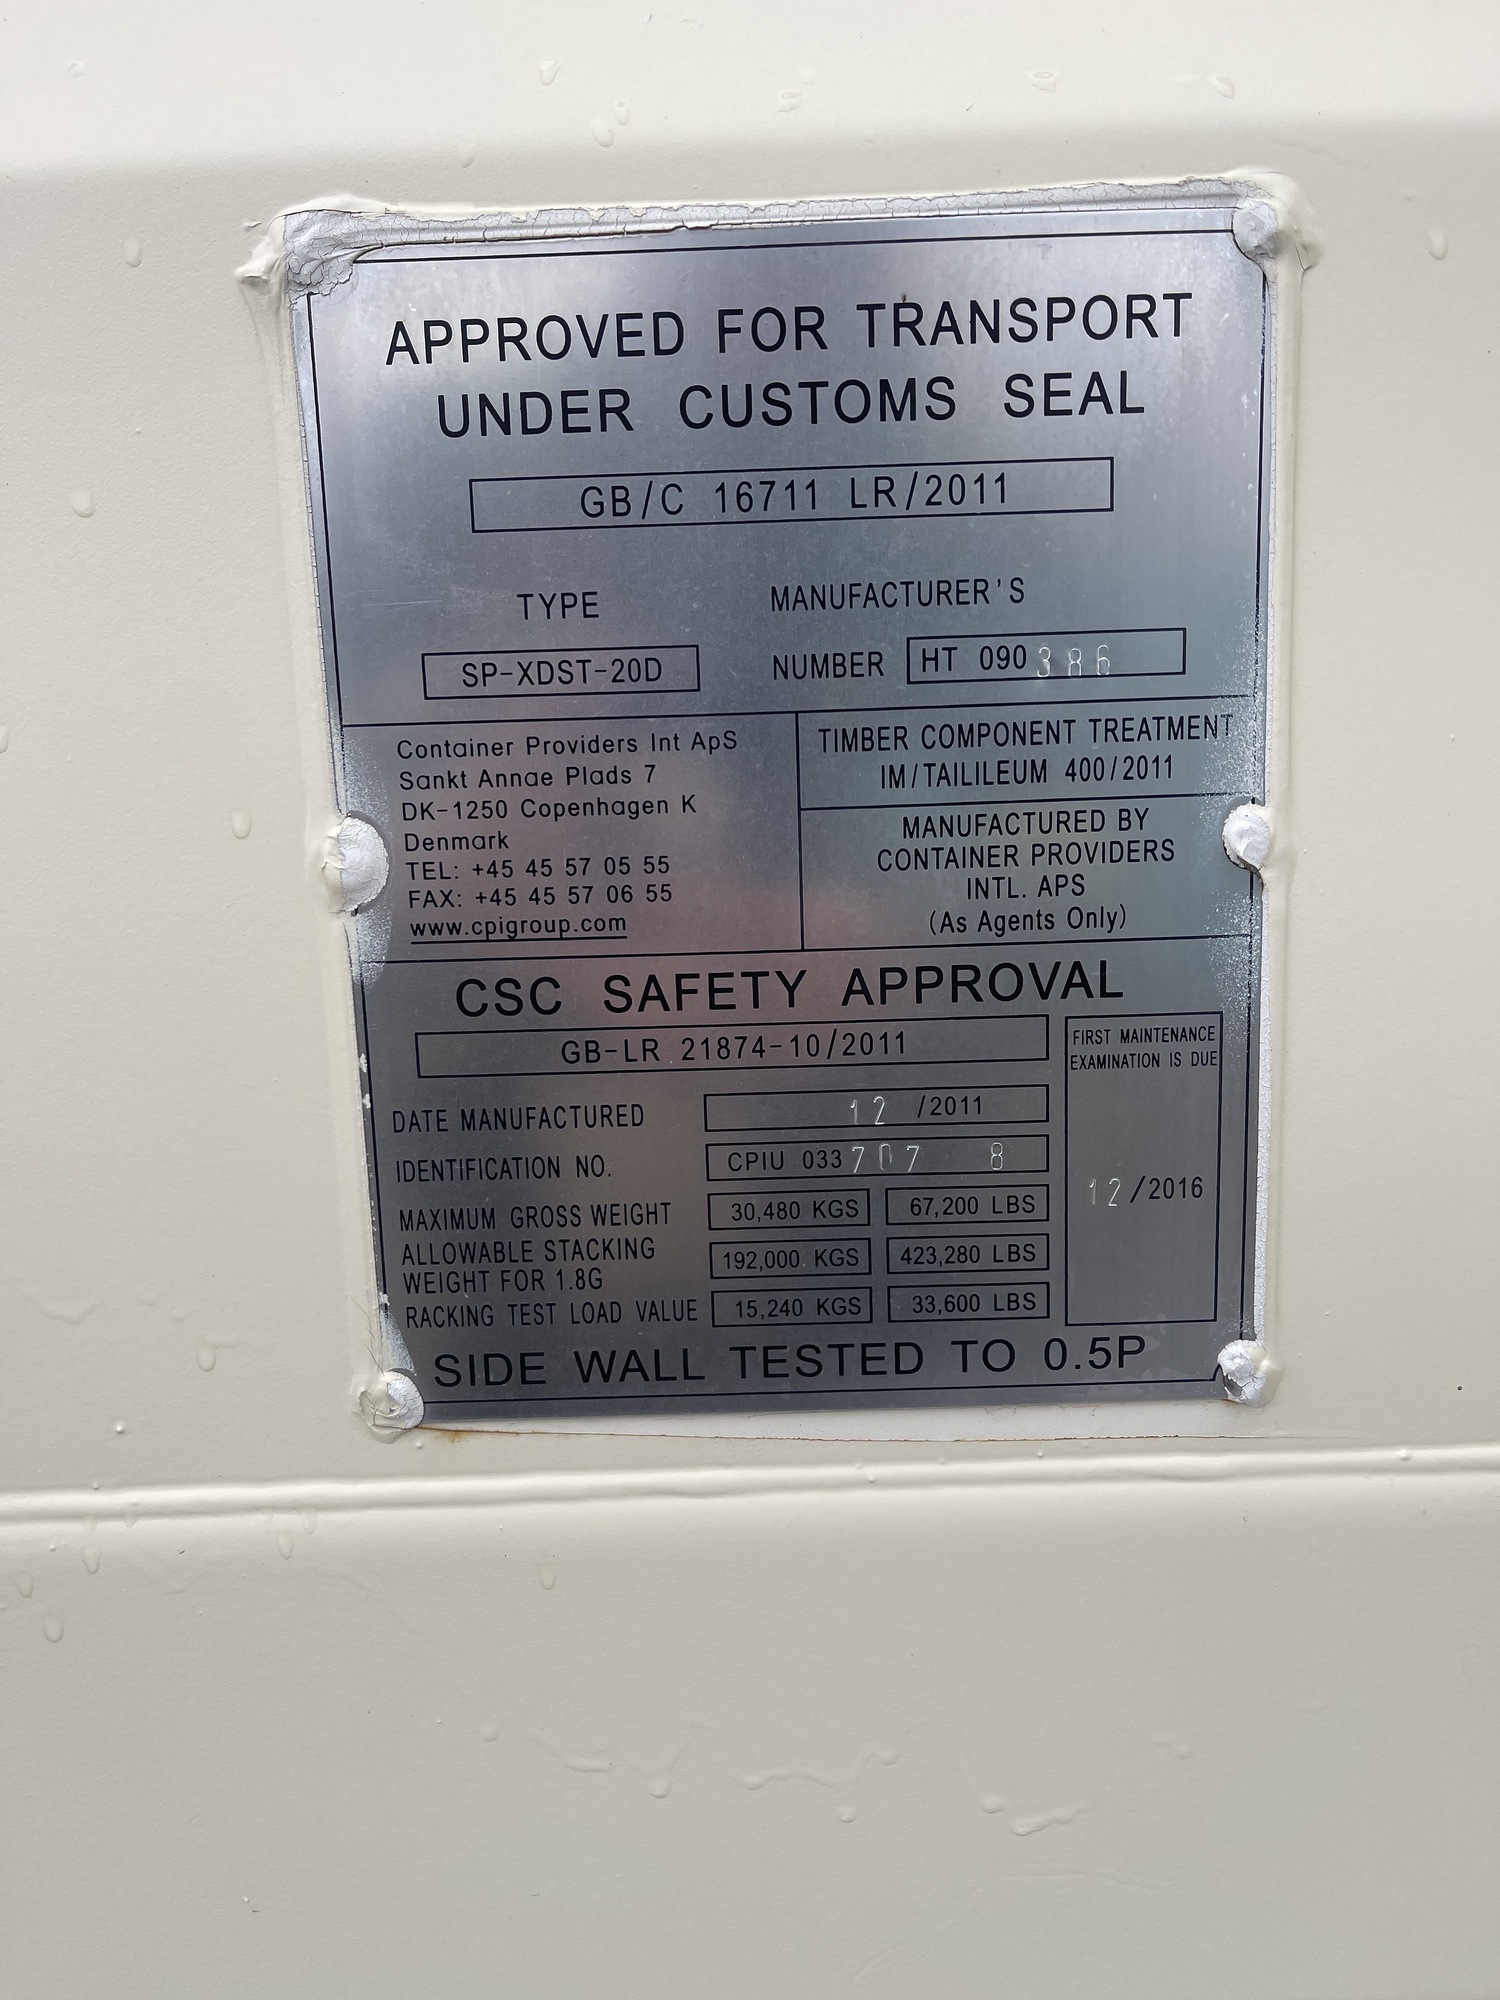 APPROVED FOR TRANSPORT
UNDER CUSTOMS SEAL
GB/C 16711 LR/2011
TYPE
SP-XDST-20D
MANUFACTURER'S
NUMBER HT 090386
Container Providers Int ApS
Sankt Annae Plads 7
DK-1250 Copenhagen K
Denmark
TEL: +45 45 57 05 55
FAX: +45 45 57 06 55
www.cpigroup.com
TIMBER COMPONENT TREATMENT
IM/TAILILEUM 400/2011
MANUFACTURED BY
CONTAINER PROVIDERS
INTL. APS
(As Agents Only)
CSC SAFETY APPROVAL
GB-LR 21874-10/2011
DATE MANUFACTURED 12 /2011
IDENTIFICATION NO. CPIU 033707 8
MAXIMUM GROSS WEIGHT 30,480 KGS 67,200 LBS
ALLOWABLE STACKING
WEIGHT FOR 1.8G 192,000 KGS 423,280 LBS
RACKING TEST LOAD VALUE 15,240 KGS 33,600 LBS
FIRST MAINTENANCE
EXAMINATION IS DUE
12/2016
SIDE WALL TESTED TO 0.5P